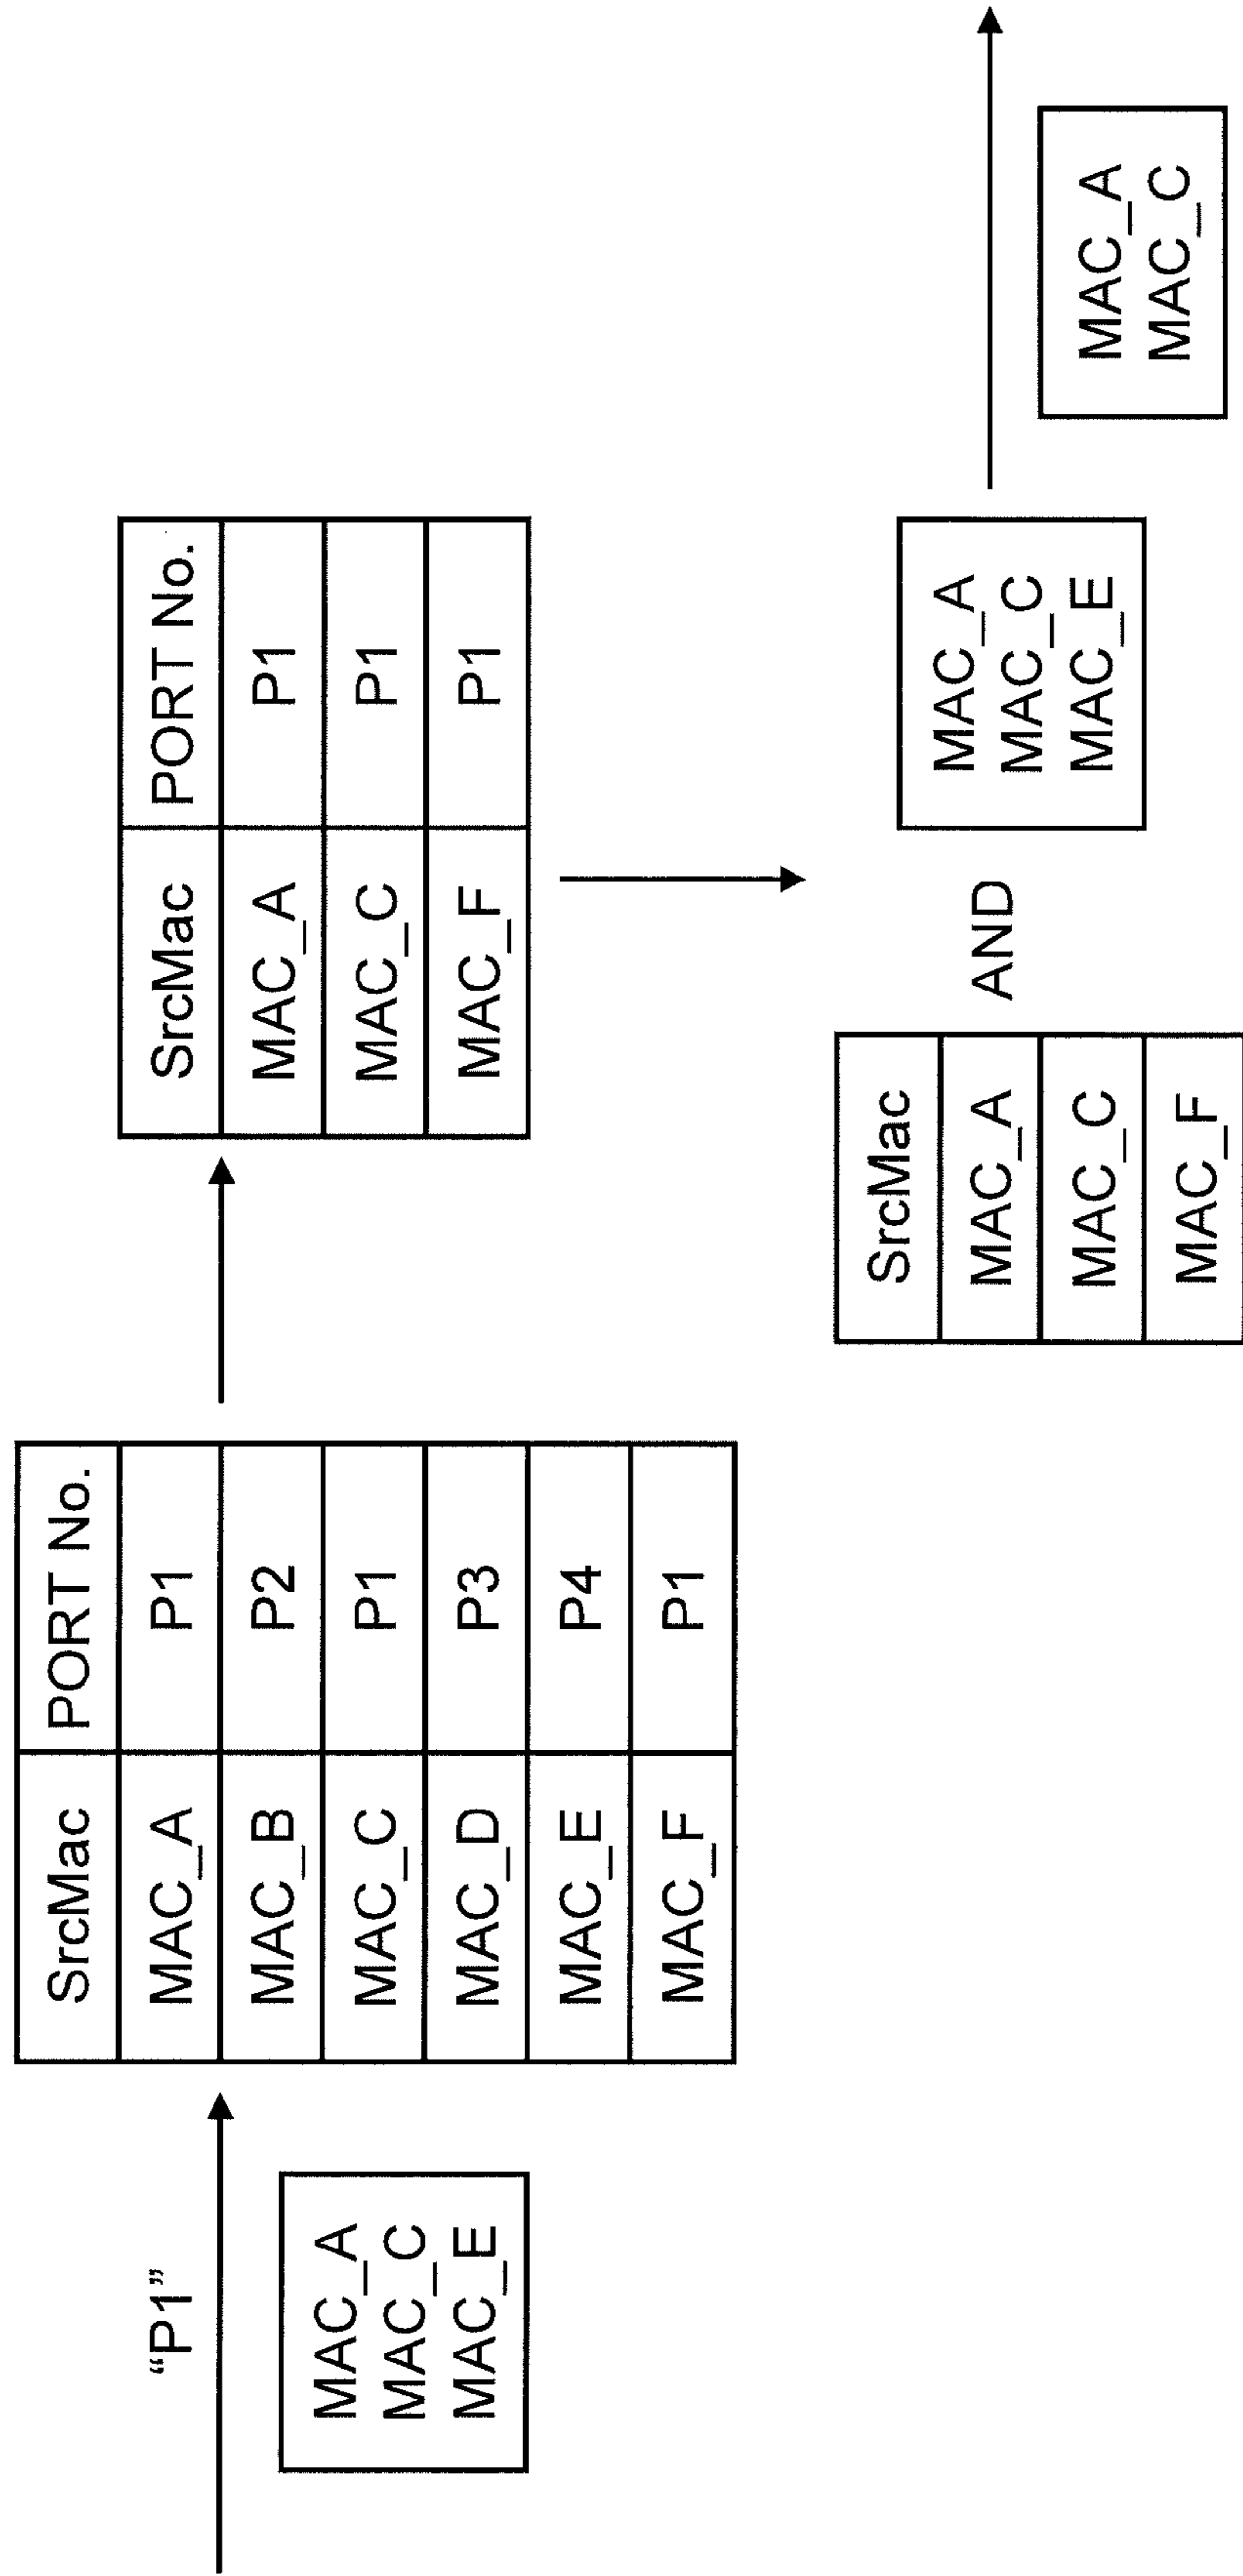 “P1”
MAC_A
MAC_C
MAC_E
SrcMac PORT No.
MAC_A P1
MAC_B P2
MAC_C P1
MAC_D P3
MAC_E P4
MAC_F P1
SrcMac PORT No.
MAC_A P1
MAC_C P1
MAC_F P1
SrcMac
MAC_A
MAC_C
MAC_F
AND
MAC_A
MAC_C
MAC_E
MAC_A
MAC_C